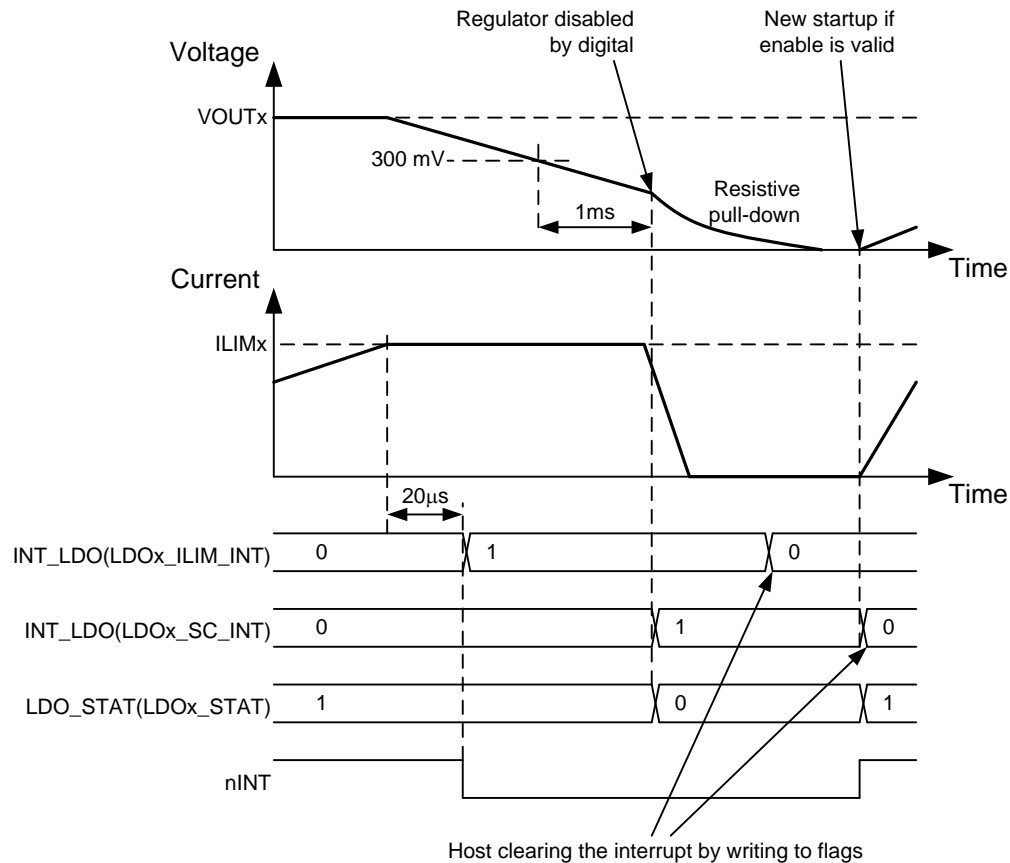 Regulator disabled
by digital
New startup if
enable is valid
Voltage
VOUTx
300 mV
1ms
Resistive
pull-down
Time
Current
ILIMx
Time
20μs
INT_LDO(LDOx_ILIM_INT)
0
1
0
INT_LDO(LDOx_SC_INT)
0
1
0
LDO_STAT(LDOx_STAT)
1
0
1
nINT
Host clearing the interrupt by writing to flags